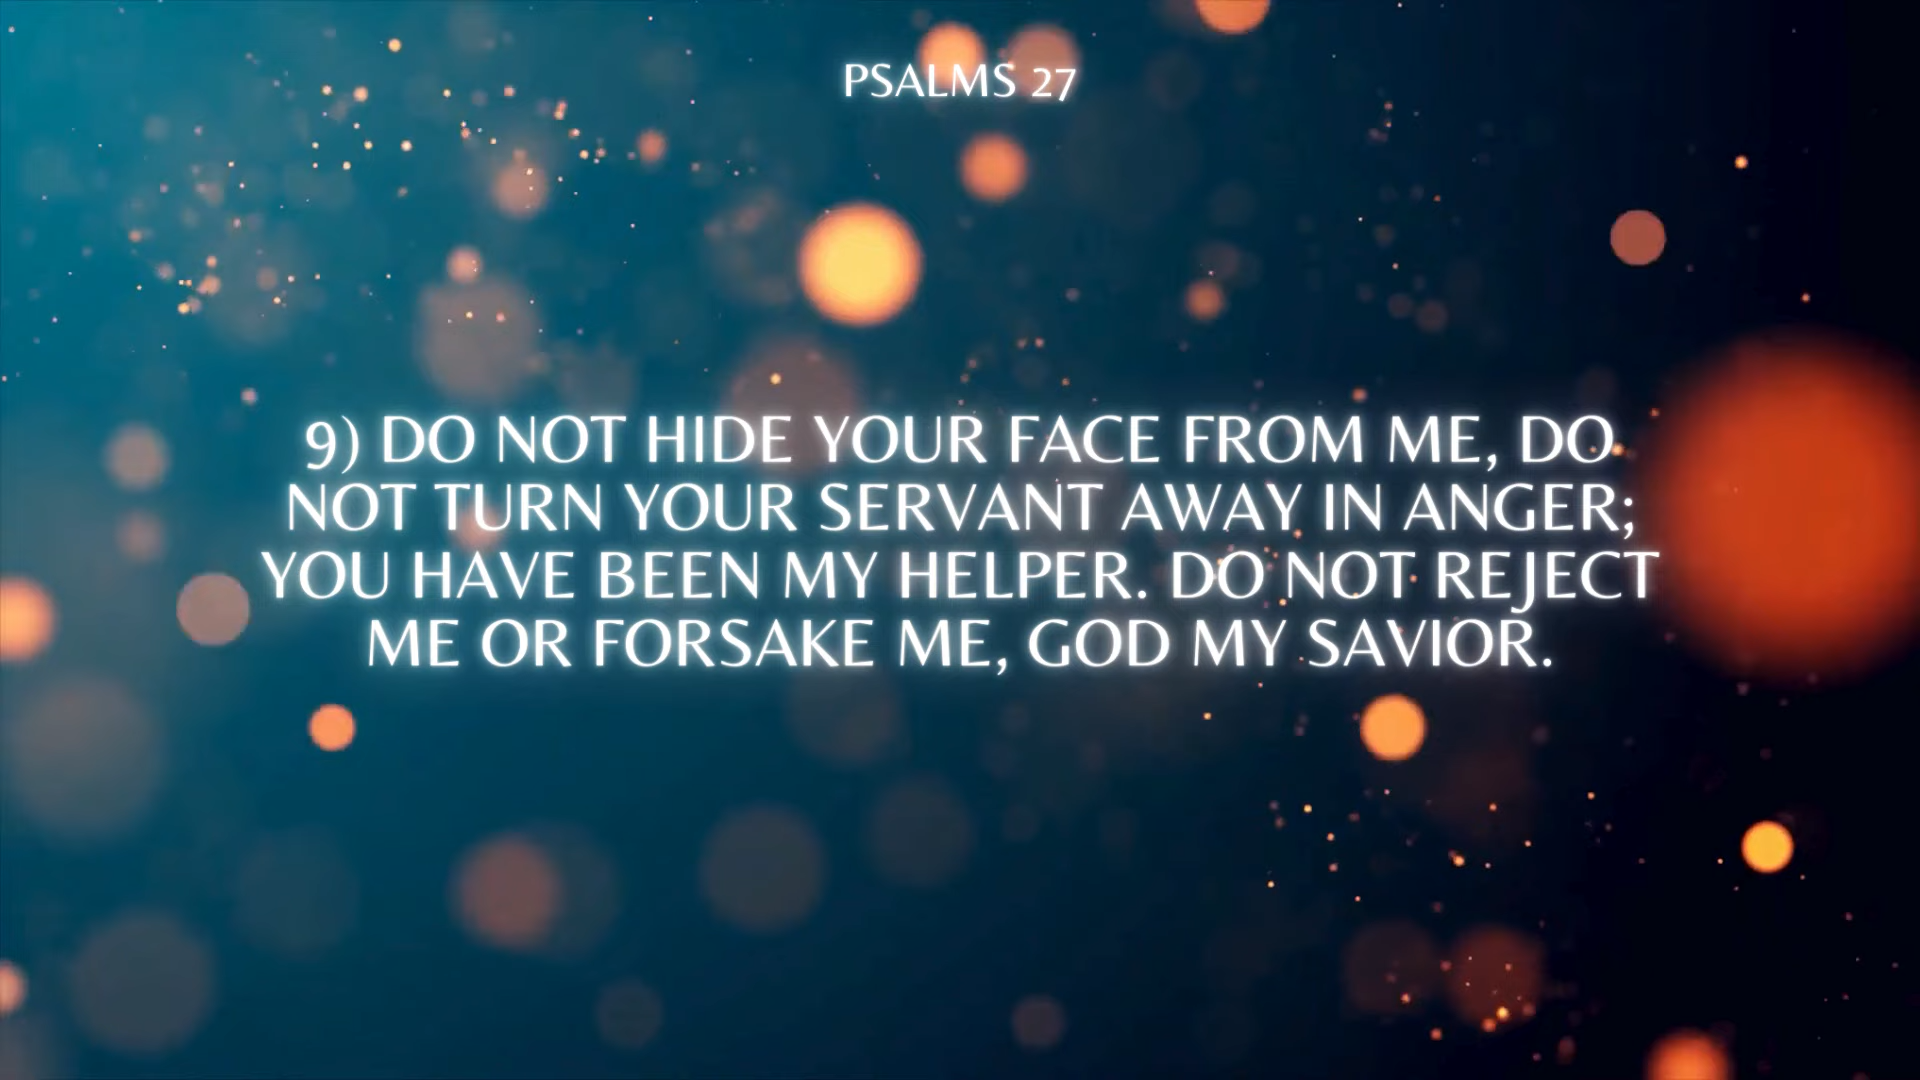 PSALMS 27
9) DO NOT HIDE YOUR FACE FROM ME, DO
NOT TURN YOUR SERVANT AWAY IN ANGER;
YOU HAVE BEEN MY HELPER. DO NOT REJECT
ME OR FORSAKE ME, GOD MY SAVIOR.